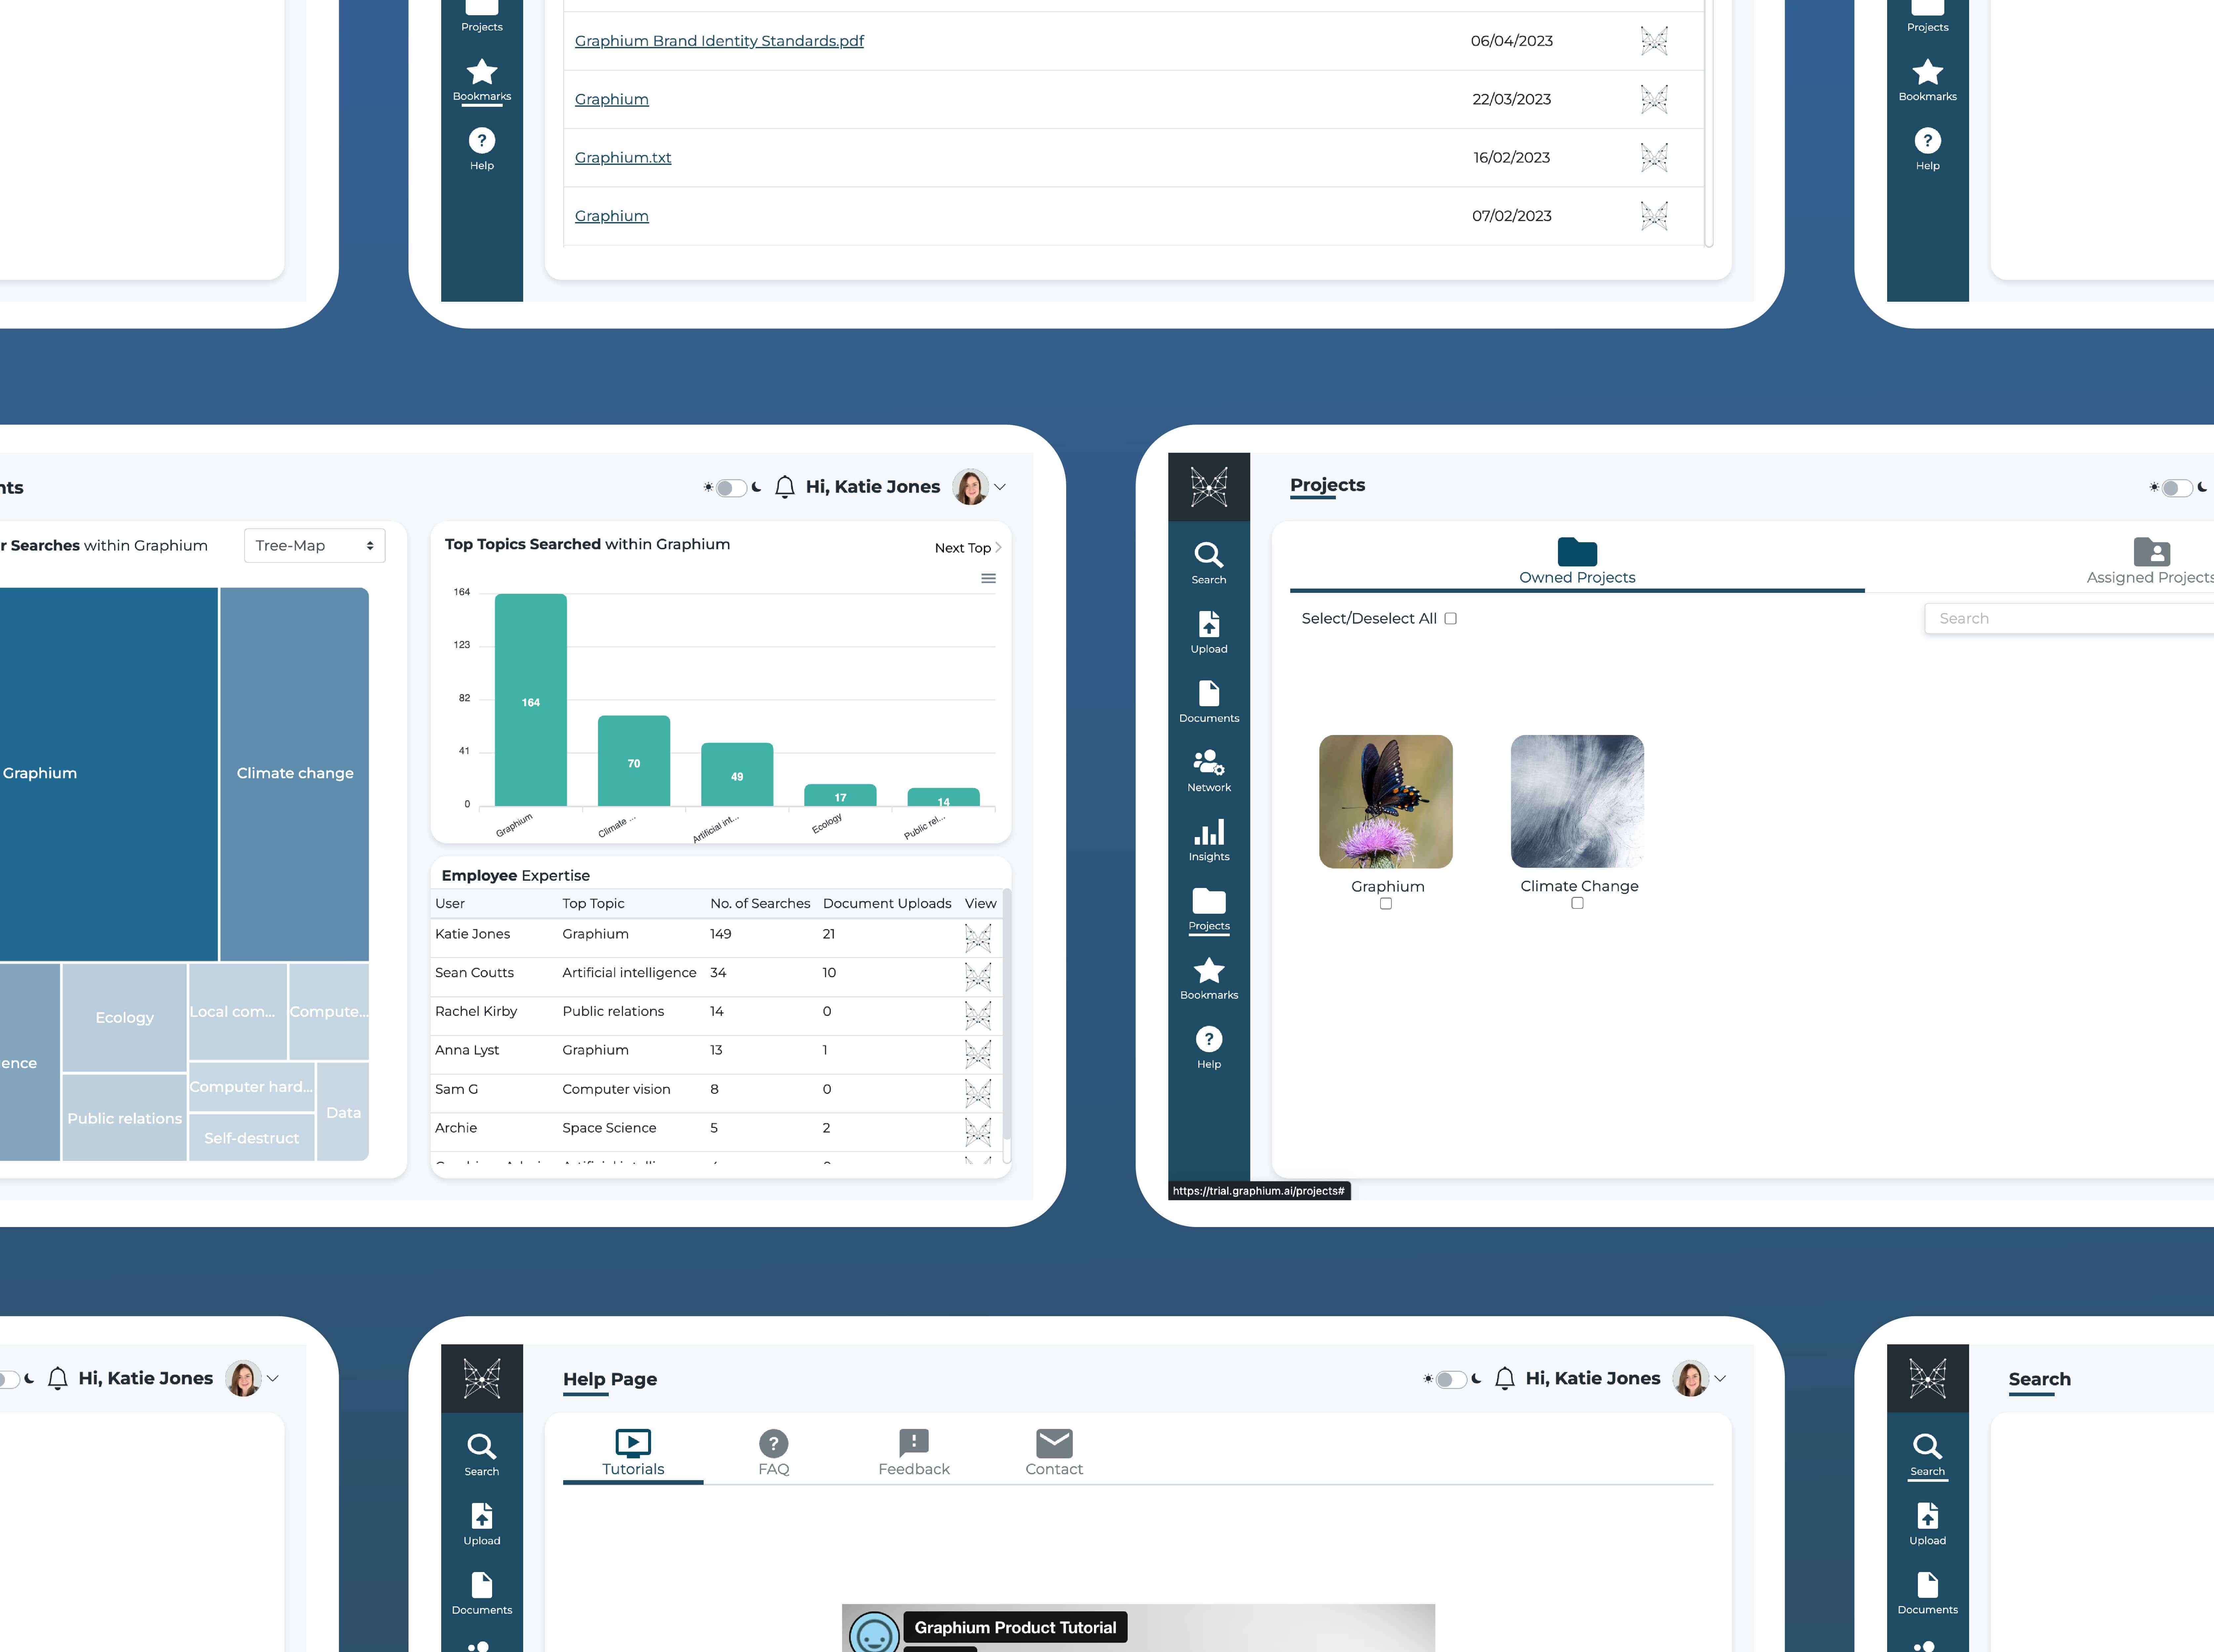 Projects
Bookmarks
Help
Graphium Brand Identity Standards.pdf 06/04/2023
Graphium 22/03/2023
Graphium.txt 16/02/2023
Graphium 07/02/2023
Projects
Bookmarks
Help
nts
Hi, Katie Jones
r Searches within Graphium
Tree-Map
Graphium
Climate change
ence
Ecology
Public relations
Local com...
Compute...
Computer hard...
Self-destruct
Data
Top Topics Searched within Graphium
Next Top
164
123
82
41
0
164
70
49
17
14
Graphium
Climate ...
Artificial int...
Ecology
Public rel...
Employee Expertise
User Top Topic No. of Searches Document Uploads View
Katie Jones Graphium 149 21
Sean Coutts Artificial intelligence 34 10
Rachel Kirby Public relations 14 0
Anna Lyst Graphium 13 1
Sam G Computer vision 8 0
Archie Space Science 5 2
Search
Upload
Documents
Network
Insights
Projects
Bookmarks
Help
https://trial.graphium.ai/projects#
Projects
Owned Projects
Assigned Projects
Select/Deselect All
Search
Graphium
Climate Change
Hi, Katie Jones
Search
Upload
Documents
Help Page
Hi, Katie Jones
Tutorials
FAQ
Feedback
Contact
Graphium Product Tutorial
Search
Upload
Documents
Search